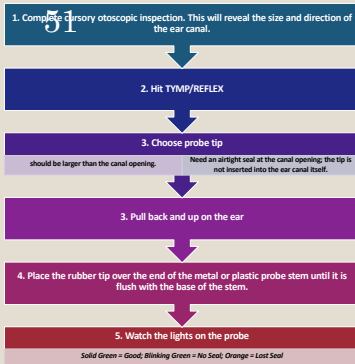 51
1. Complete cursory otoscopic inspection. This will reveal the size and direction of
the ear canal.
2. Hit TYMP/REFLEX
3. Choose probe tip
should be larger than the canal opening.
Need an airtight seal at the canal opening; the tip is
not inserted into the ear canal itself.
3. Pull back and up on the ear
4. Place the rubber tip over the end of the metal or plastic probe stem until it is
flush with the base of the stem.
5. Watch the lights on the probe
Solid Green = Good; Blinking Green = No Seal; Orange = Lost Seal